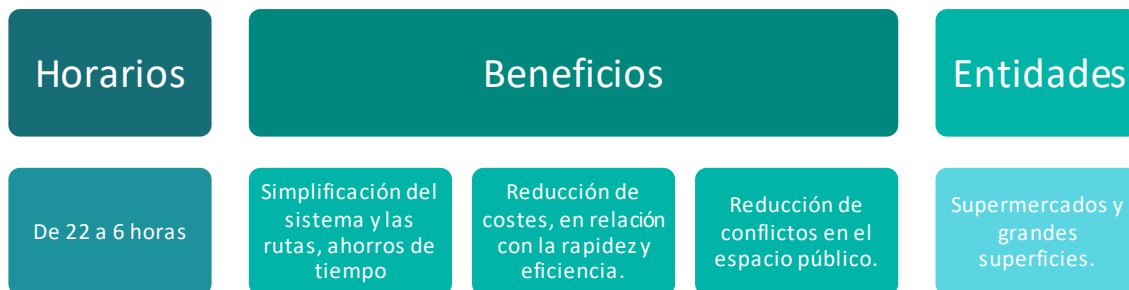 Horarios
Beneficios
Entidades
De 22 a 6 horas
Simplificación del
sistema y las
rutas, ahorros de
tiempo
Reducción de
costes, en relación
con la rapidez y
eficiencia.
Reducción de
conflictos en el
espacio público.
Supermercados y
grandes
superficies.